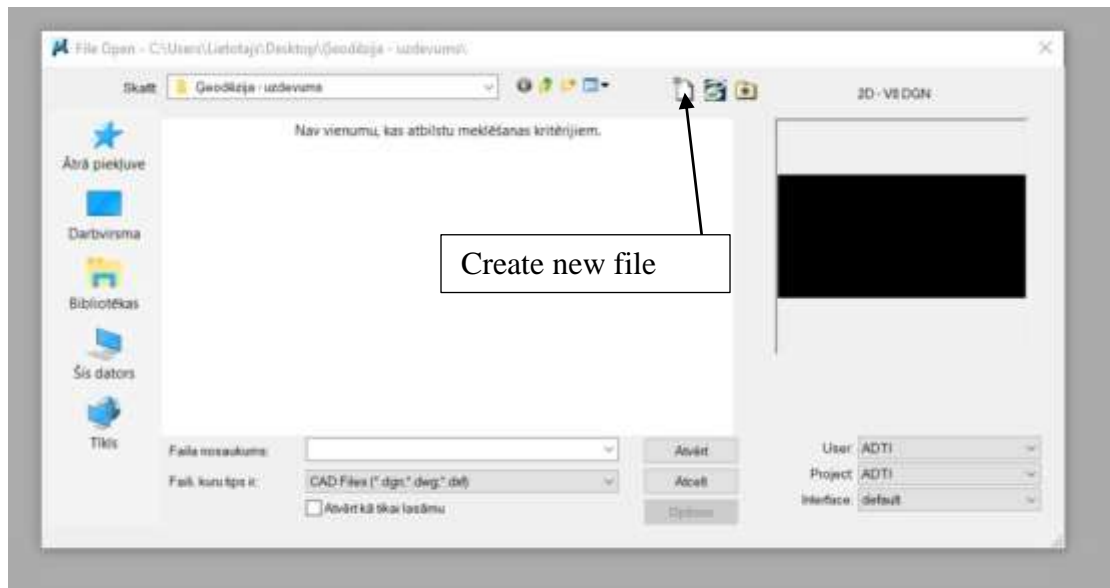 File Open - C:\Users\Lietotajs\Desktop\Ģeodēzija - uzdevums\
Skatīt: Ģeodēzija - uzdevums
2D - V8 DGN
Nav vienumu, kas atbilstu meklēšanas kritērijiem.
Ātrā piekļuve
Darbvirsma
Create new file
Bibliotēkas
Šis dators
Tīkls
Faila nosaukums:
Atvērt
User: ADTI
Faili, kuru tips ir:
CAD Files (*.dgn;*.dwg;*.dxf)
Atcelt
Project: ADTI
Atvērt kā tikai lasāmu
Options
Interface: default